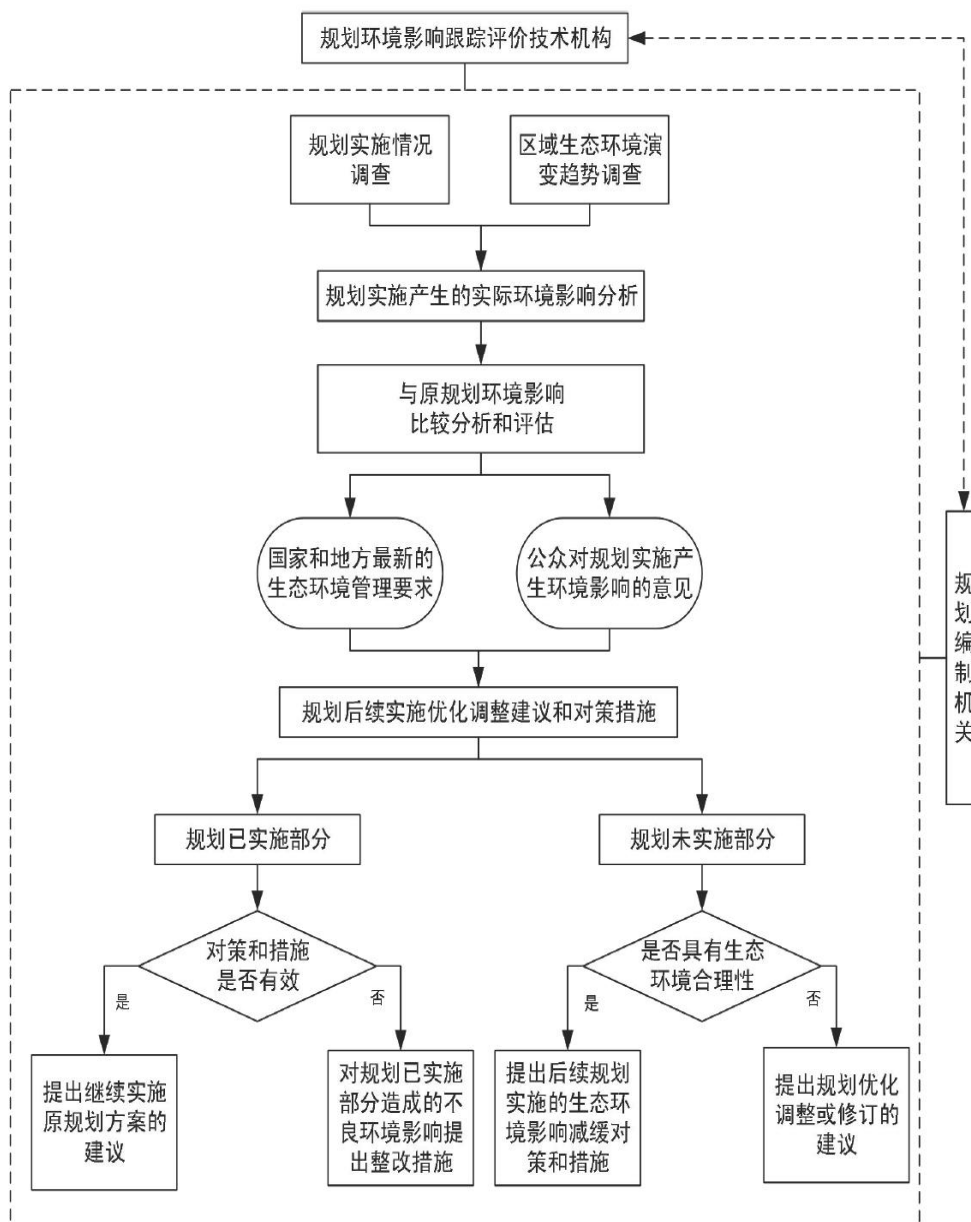 规划环境影响跟踪评价技术机构
规划实施情况
调查
区域生态环境演
变趋势调查
规划实施产生的实际环境影响分析
与原规划环境影响
比较分析和评估
国家和地方最新的
生态环境管理要求
公众对规划实施产
生环境影响的意见
规划后续实施优化调整建议和对策措施
规
划
编
制
机
关
规划已实施部分
规划未实施部分
对策和措施
是否有效
是否具有生态
环境合理性
是
否
是
否
提出继续实施
原规划方案的
建议
对规划已实施
部分造成的不
良环境影响提
出整改措施
提出后续规划
实施的生态环
境影响减缓对
策和措施
提出规划优化
调整或修订的
建议